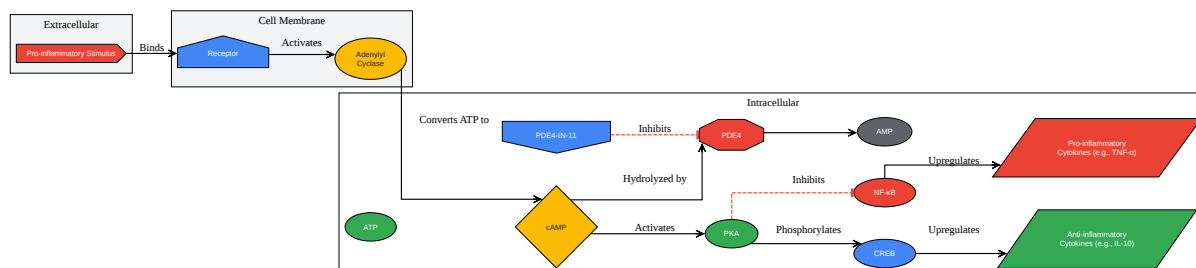 Extracellular
Pro-inflammatory Stimulus
Binds
Cell Membrane
Receptor
Activates
Adenylyl
Cyclase
Intracellular
Converts ATP to
PDE4-IN-11
Inhibits
PDE4
AMP
Pro-inflammatory
Cytokines (e.g., TNF-α)
Upregulates
Hydrolyzed by
Inhibits
NF-κB
ATP
cAMP
Activates
PKA
Phosphorylates
CREB
Upregulates
Anti-inflammatory
Cytokines (e.g., IL-10)